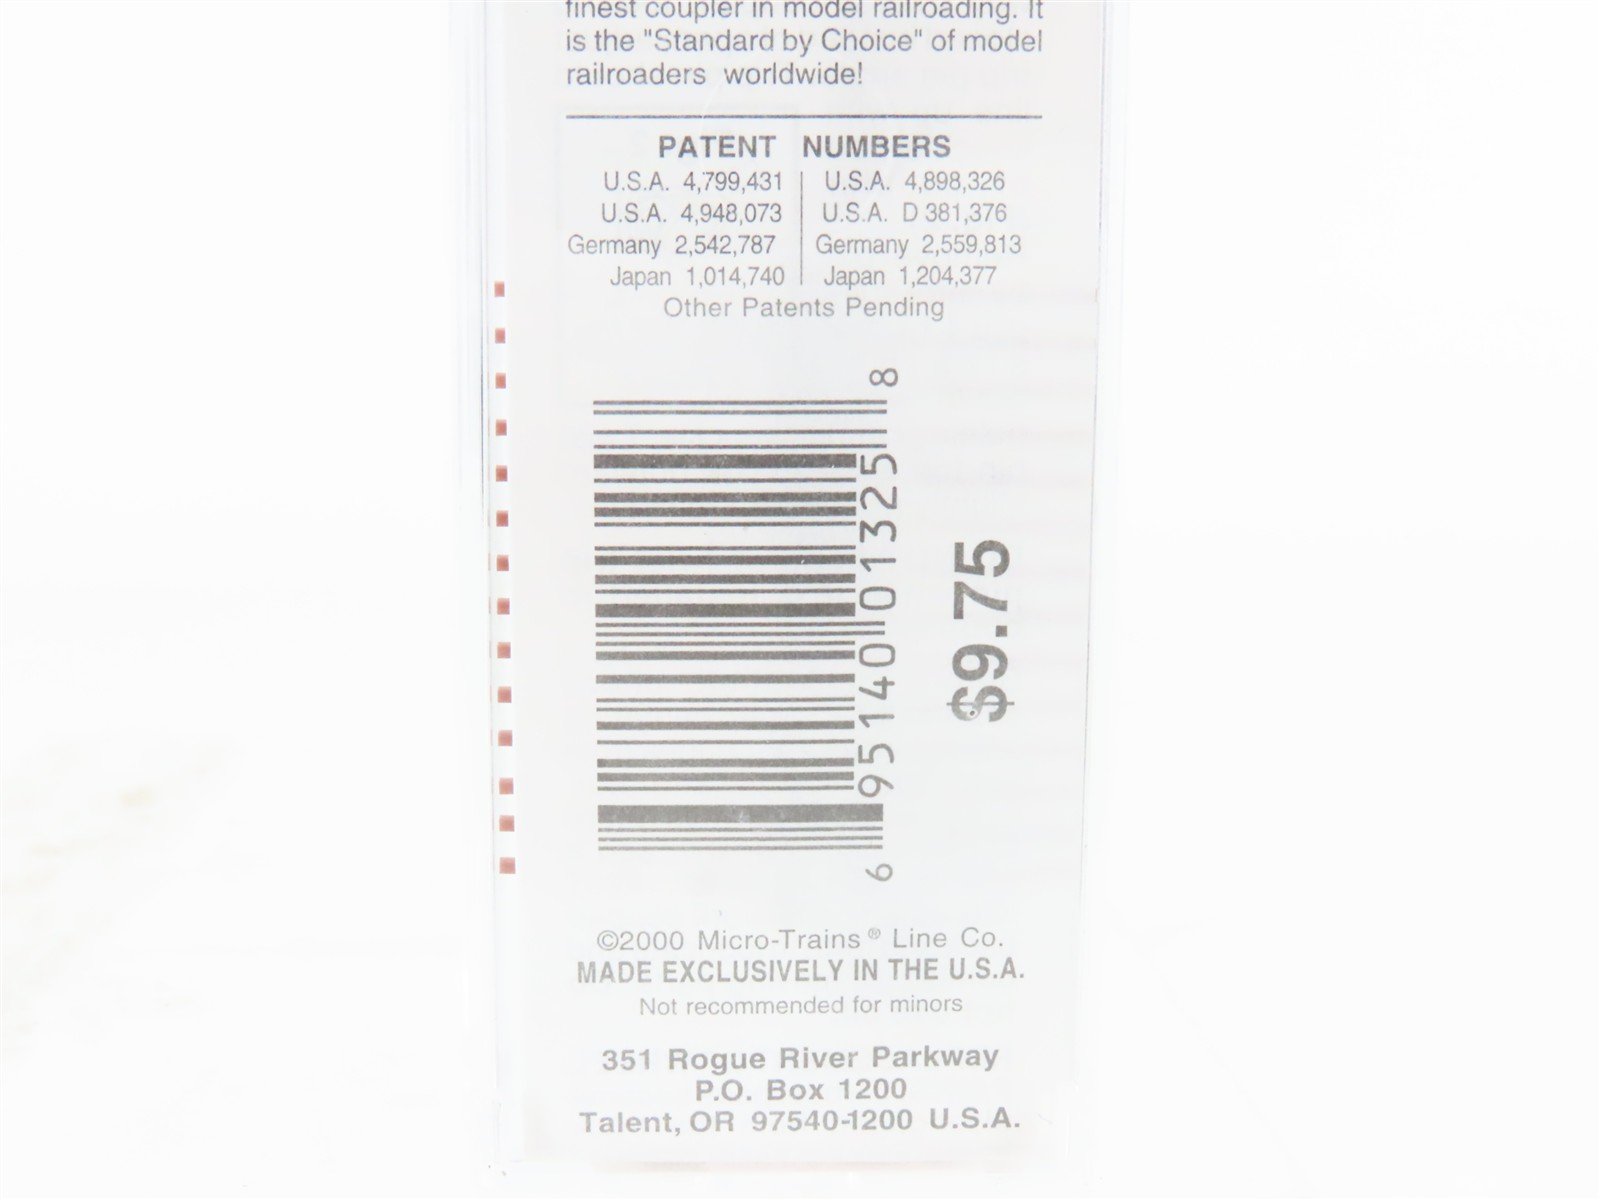 finest coupler in model railroading. It
is the "Standard by Choice" of model
railroaders worldwide!
PATENT NUMBERS
U.S.A. 4,799,431 | U.S.A. 4,898,326
U.S.A. 4,948,073 | U.S.A. D 381,376
Germany 2,542,787 | Germany 2,559,813
Japan 1,014,740 | Japan 1,204,377
Other Patents Pending
6 95140 01325 8
$9.75
©2000 Micro-Trains® Line Co.
MADE EXCLUSIVELY IN THE U.S.A.
Not recommended for minors
351 Rogue River Parkway
P.O. Box 1200
Talent, OR 97540-1200 U.S.A.